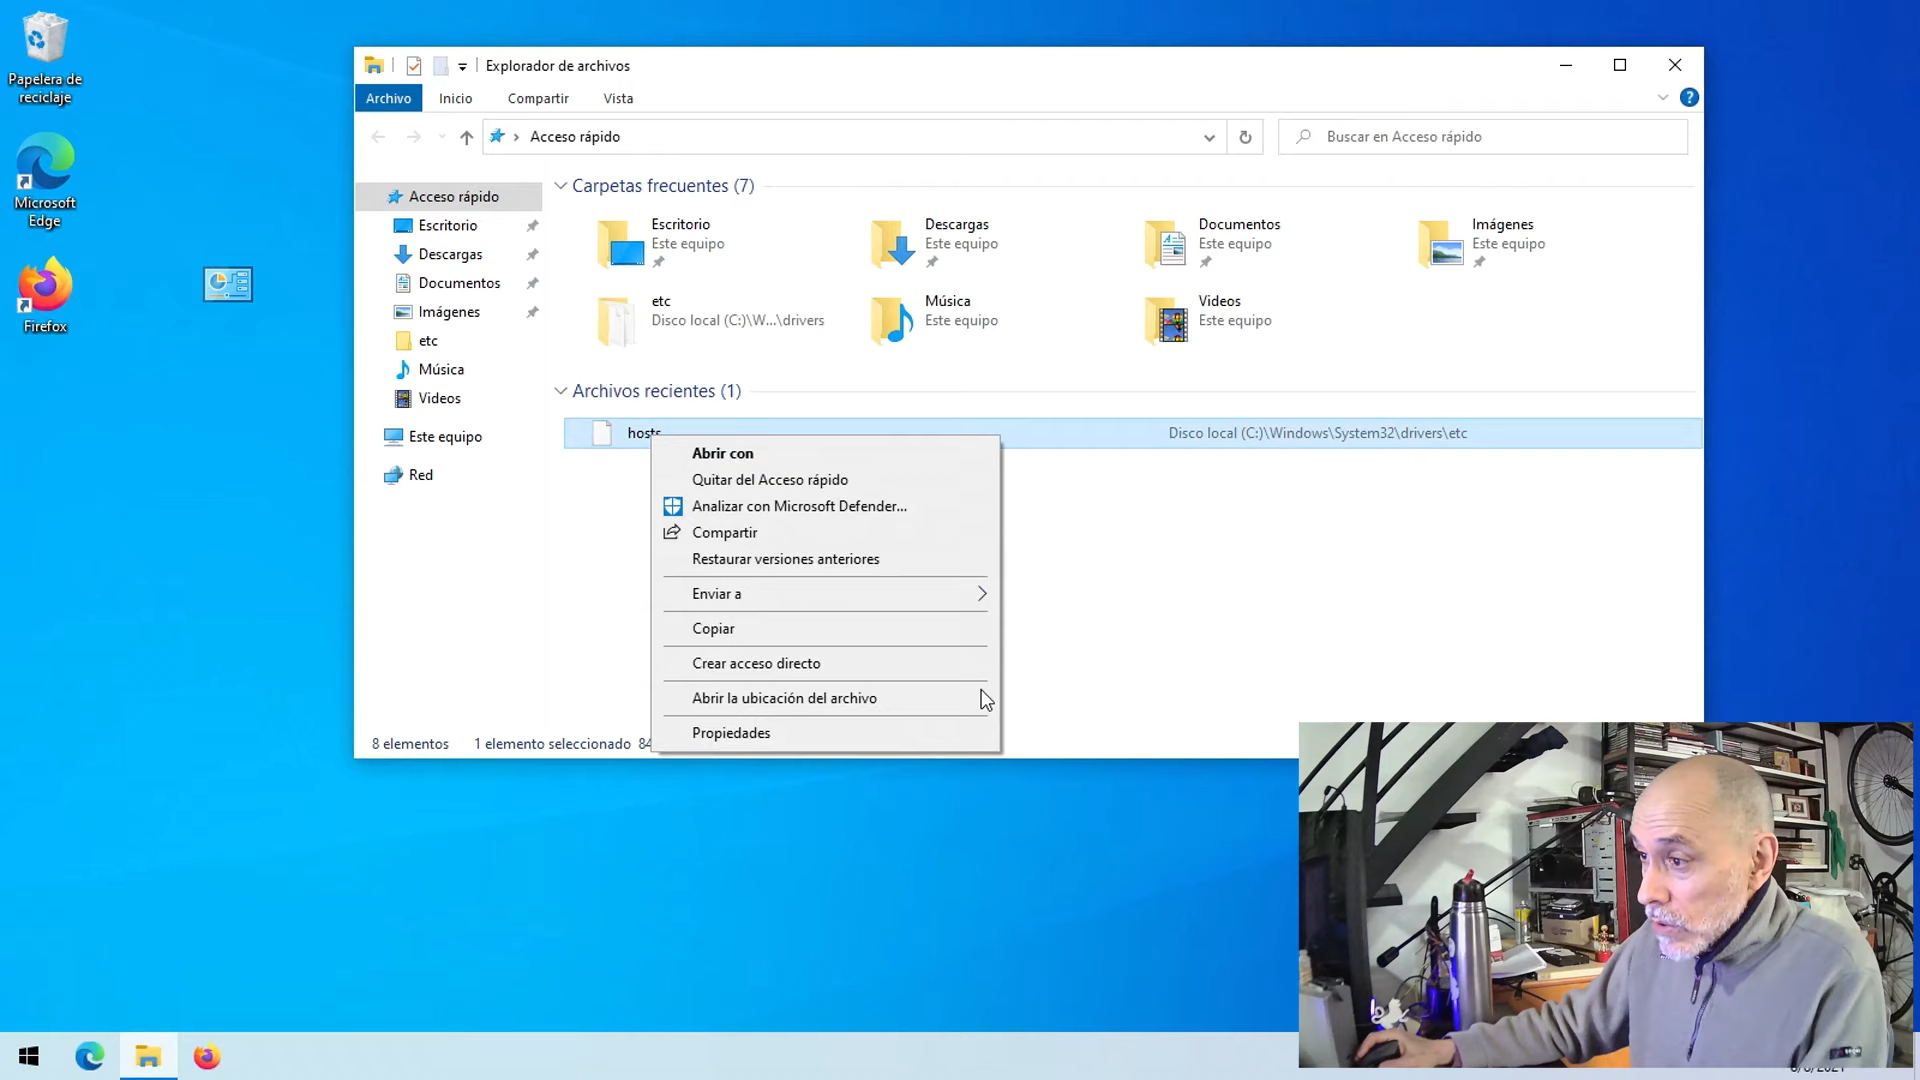 Papelera de
reciclaje
Microsoft
Edge
Firefox
Explorador de archivos
Archivo
Inicio
Compartir
Vista
Acceso rápido
Buscar en Acceso rápido
Acceso rápido
Escritorio
Descargas
Documentos
Imágenes
etc
Música
Videos
Este equipo
Red
Carpetas frecuentes (7)
Escritorio
Este equipo
Descargas
Este equipo
Documentos
Este equipo
Imágenes
Este equipo
etc
Disco local (C:)\W...\drivers
Música
Este equipo
Videos
Este equipo
Archivos recientes (1)
hosts
Disco local (C:)\Windows\System32\drivers\etc
Abrir con
Quitar del Acceso rápido
Analizar con Microsoft Defender...
Compartir
Restaurar versiones anteriores
Enviar a
Copiar
Crear acceso directo
Abrir la ubicación del archivo
Propiedades
8 elementos
1 elemento seleccionado